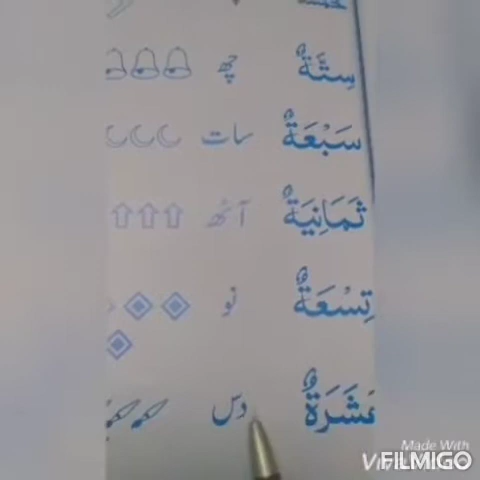 سِتَّةٌ چھ
سَبْعَةٌ سات
ثَمَانِيَةٌ آٹھ
تِسْعَةٌ نو
عَشَرَةٌ دس
Made With
FILMIGO